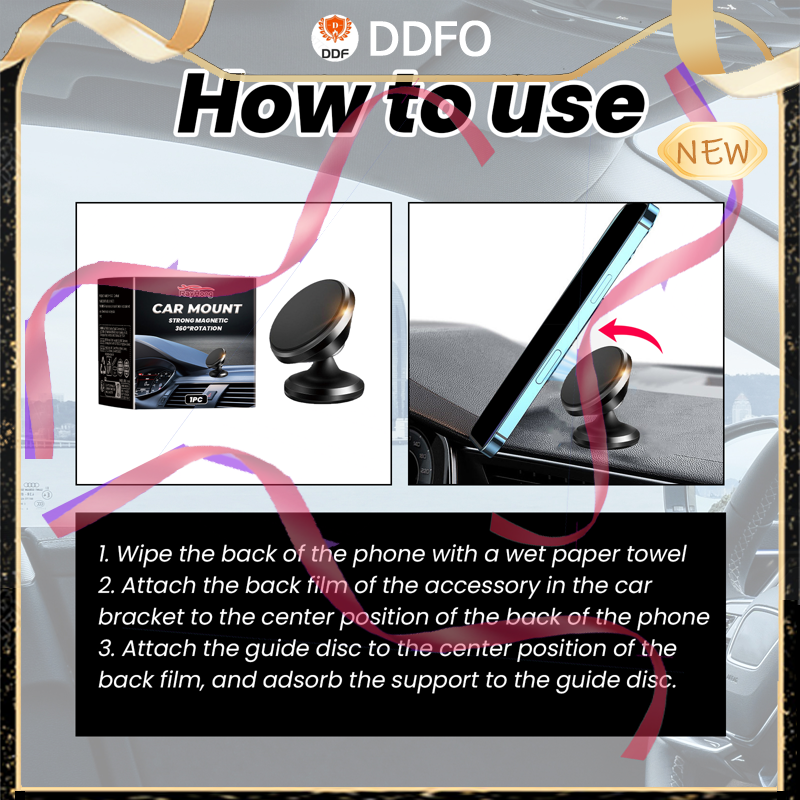 DDF DDFO
How to use
NEW
RayHong
CAR MOUNT
STRONG MAGNETIC
360°ROTATION
1PC
1. Wipe the back of the phone with a wet paper towel
2. Attach the back film of the accessory in the car
bracket to the center position of the back of the phone
3. Attach the guide disc to the center position of the
back film, and adsorb the support to the guide disc.